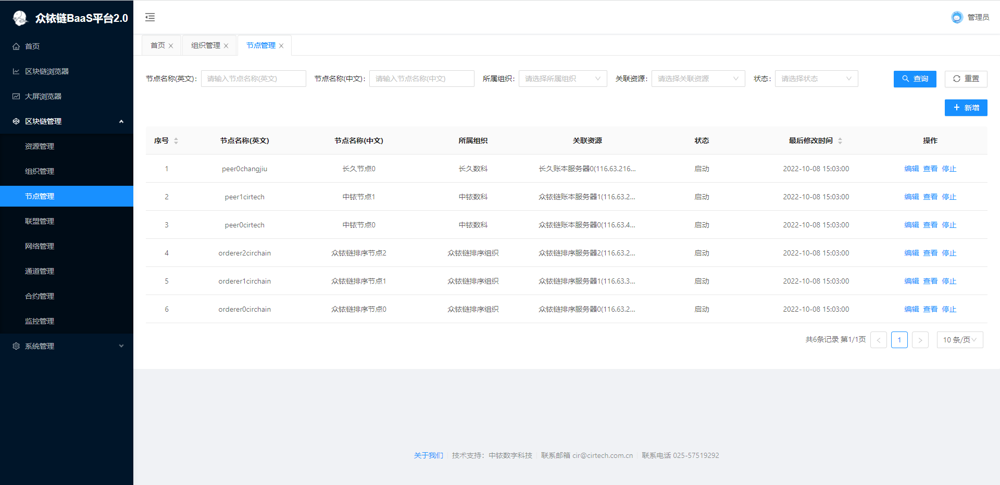 众铱链BaaS平台2.0
管理员
首页
区块链浏览器
大屏浏览器
区块链管理
资源管理
组织管理
节点管理
联盟管理
网络管理
通道管理
合约管理
监控管理
系统管理
首页 组织管理 节点管理
节点名称(英文): 请输入节点名称(英文) 节点名称(中文): 请输入节点名称(中文) 所属组织: 请选择所属组织 关联资源: 请选择关联资源 状态: 请选择状态 查询 重置
新增
序号 节点名称(英文) 节点名称(中文) 所属组织 关联资源 状态 最后修改时间 操作
1 peer0changjiu 长久节点0 长久数科 长久账本服务器0(116.63.216... 启动 2022-10-08 15:03:00 编辑 查看 停止
2 peer1cirtech 中铱节点1 中铱数科 众铱链账本服务器1(116.63.2... 启动 2022-10-08 15:03:00 编辑 查看 停止
3 peer0cirtech 中铱节点0 中铱数科 众铱链账本服务器0(116.63.4... 启动 2022-10-08 15:03:00 编辑 查看 停止
4 orderer2circhain 众铱链排序节点2 众铱链排序组织 众铱链排序服务器2(116.63.2... 启动 2022-10-08 15:03:00 编辑 查看 停止
5 orderer1circhain 众铱链排序节点1 众铱链排序组织 众铱链排序服务器1(116.63.3... 启动 2022-10-08 15:03:00 编辑 查看 停止
6 orderer0circhain 众铱链排序节点0 众铱链排序组织 众铱链排序服务器0(116.63.2... 启动 2022-10-08 15:03:00 编辑 查看 停止
共6条记录 第1/1页 < 1 > 10 条/页
关于我们 技术支持：中铱数字科技 联系邮箱 cir@cirtech.com.cn 联系电话 025-57519292